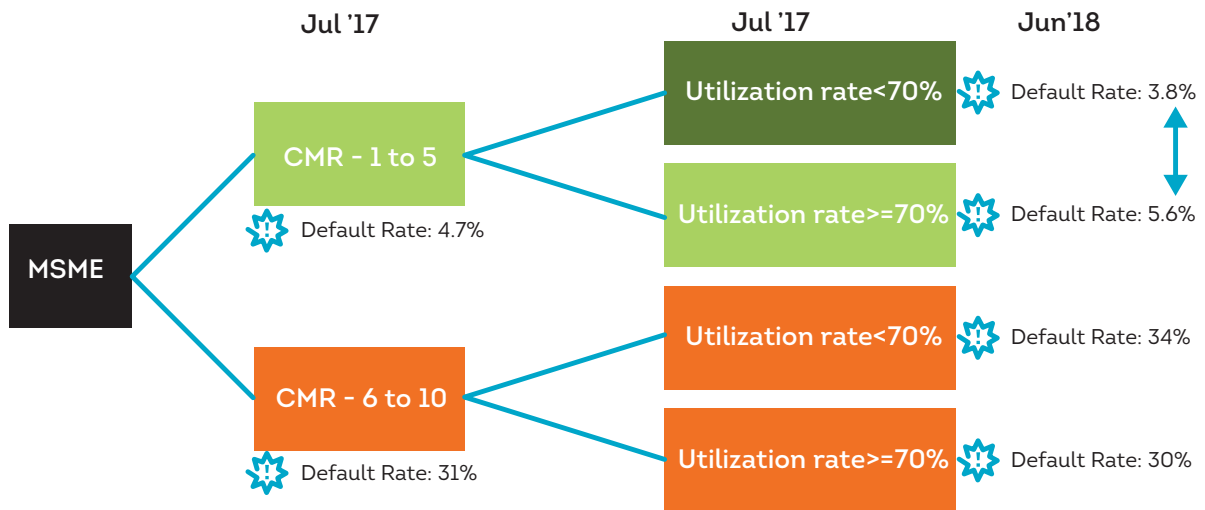 Jul ’17
Jul ’17
Jun’18
MSME
CMR - 1 to 5
Default Rate: 4.7%
Utilization rate<70%
Default Rate: 3.8%
Utilization rate>=70%
Default Rate: 5.6%
CMR - 6 to 10
Default Rate: 31%
Utilization rate<70%
Default Rate: 34%
Utilization rate>=70%
Default Rate: 30%